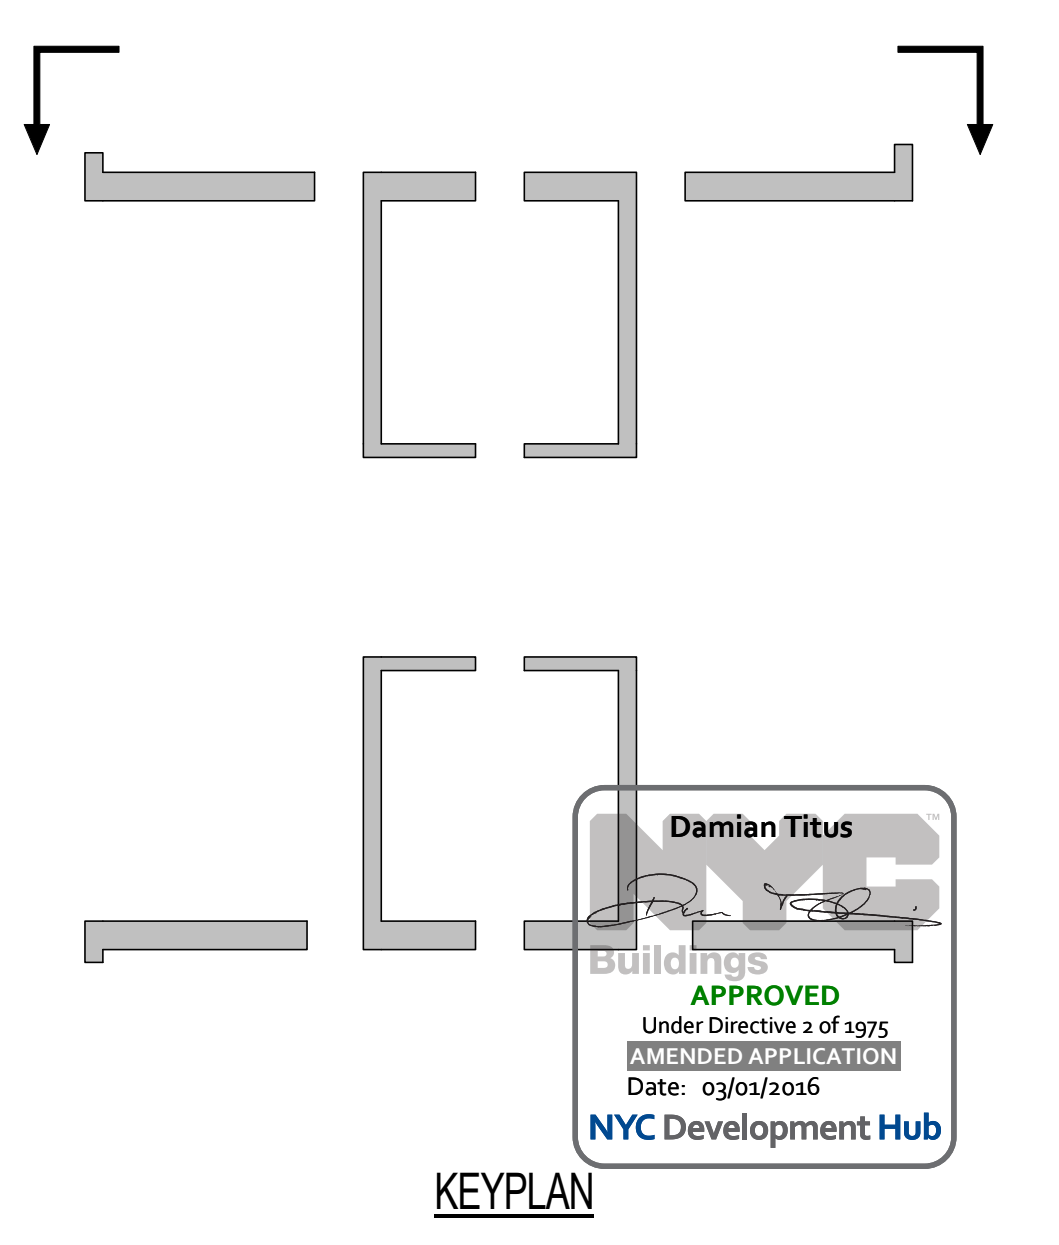 Damian Titus
NYC™
Buildings
APPROVED
Under Directive 2 of 1975
AMENDED APPLICATION
Date: 03/01/2016
NYC Development Hub
KEYPLAN